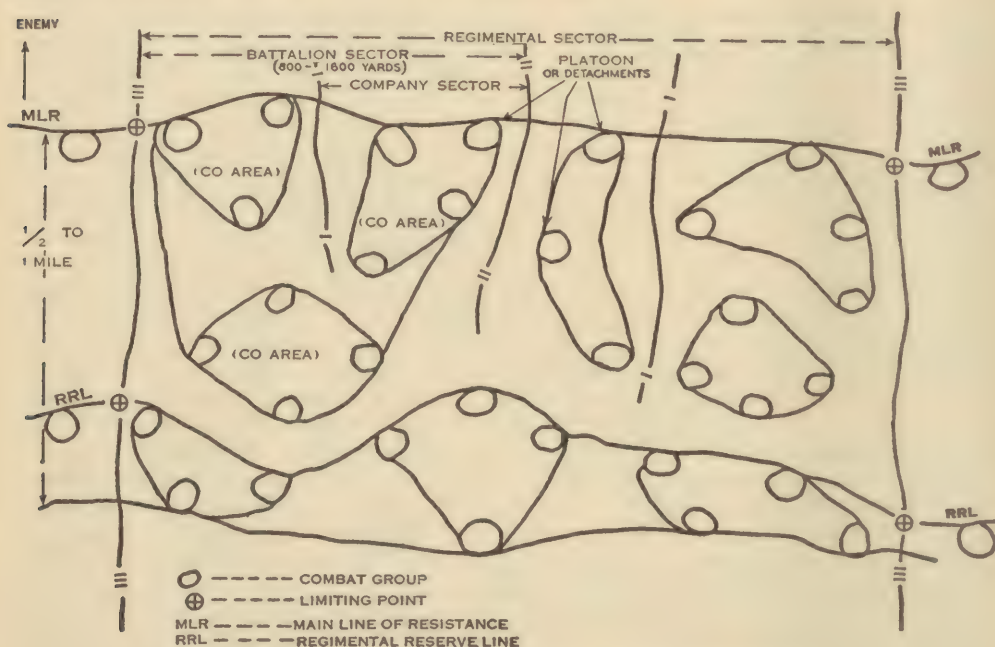 ENEMY
REGIMENTAL SECTOR
BATTALION SECTOR
(800-1600 YARDS)
COMPANY SECTOR
PLATOON
OR DETACHMENTS
MLR
MLR
(CO AREA)
(CO AREA)
1/2 TO
1 MILE
(CO AREA)
RRL
RRL
COMBAT GROUP
LIMITING POINT
MLR MAIN LINE OF RESISTANCE
RRL REGIMENTAL RESERVE LINE